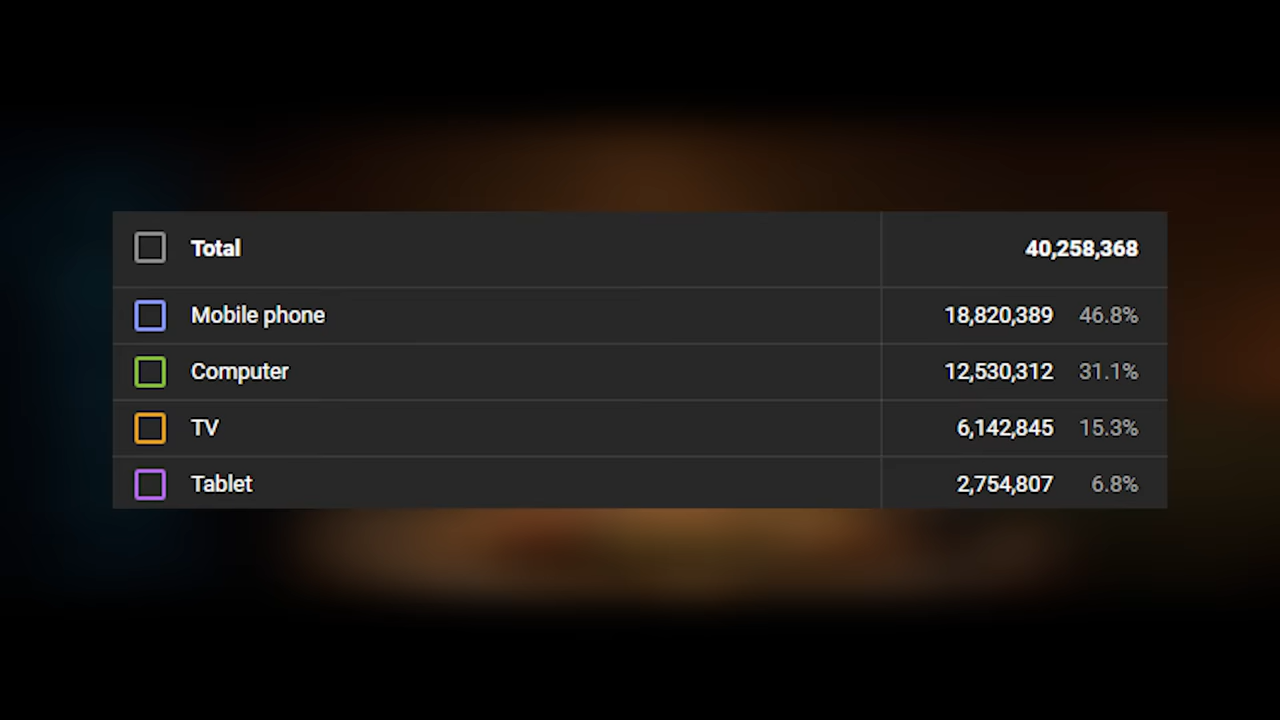 Total 40,258,368
Mobile phone 18,820,389 46.8%
Computer 12,530,312 31.1%
TV 6,142,845 15.3%
Tablet 2,754,807 6.8%